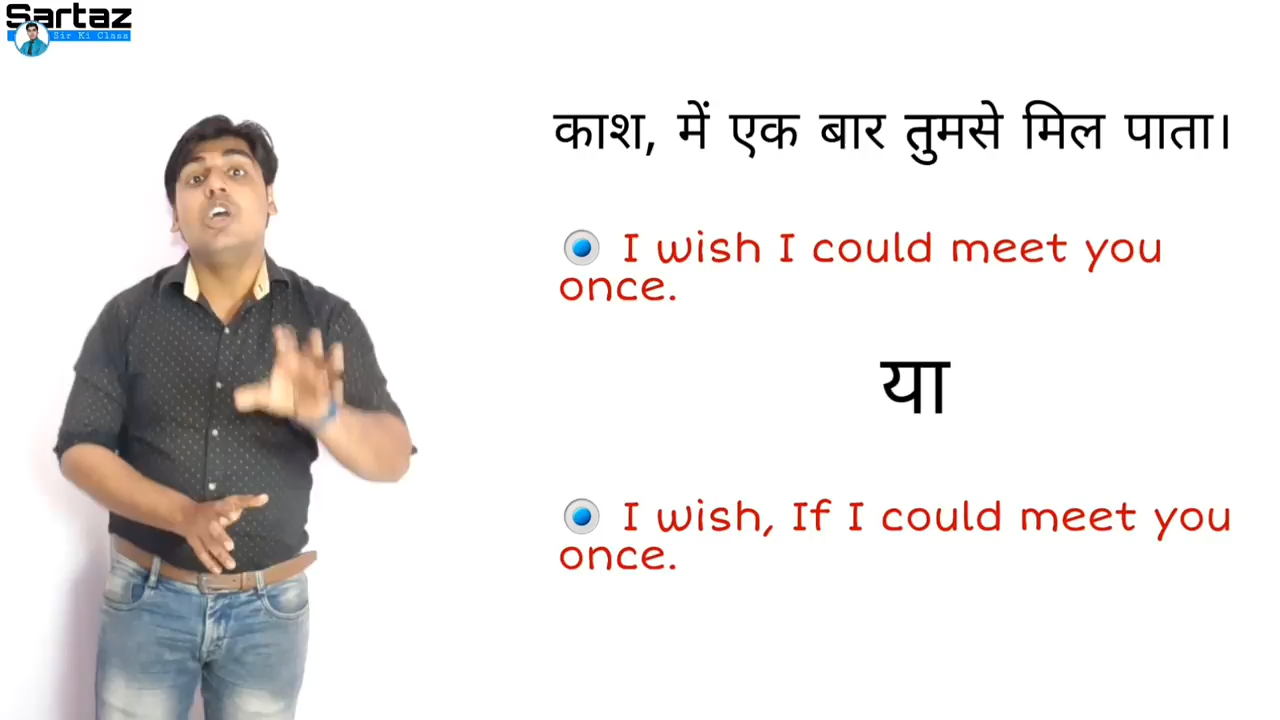 Sartaz
Sir Ki Class
काश, में एक बार तुमसे मिल पाता।
I wish I could meet you
once.
या
I wish, If I could meet you
once.